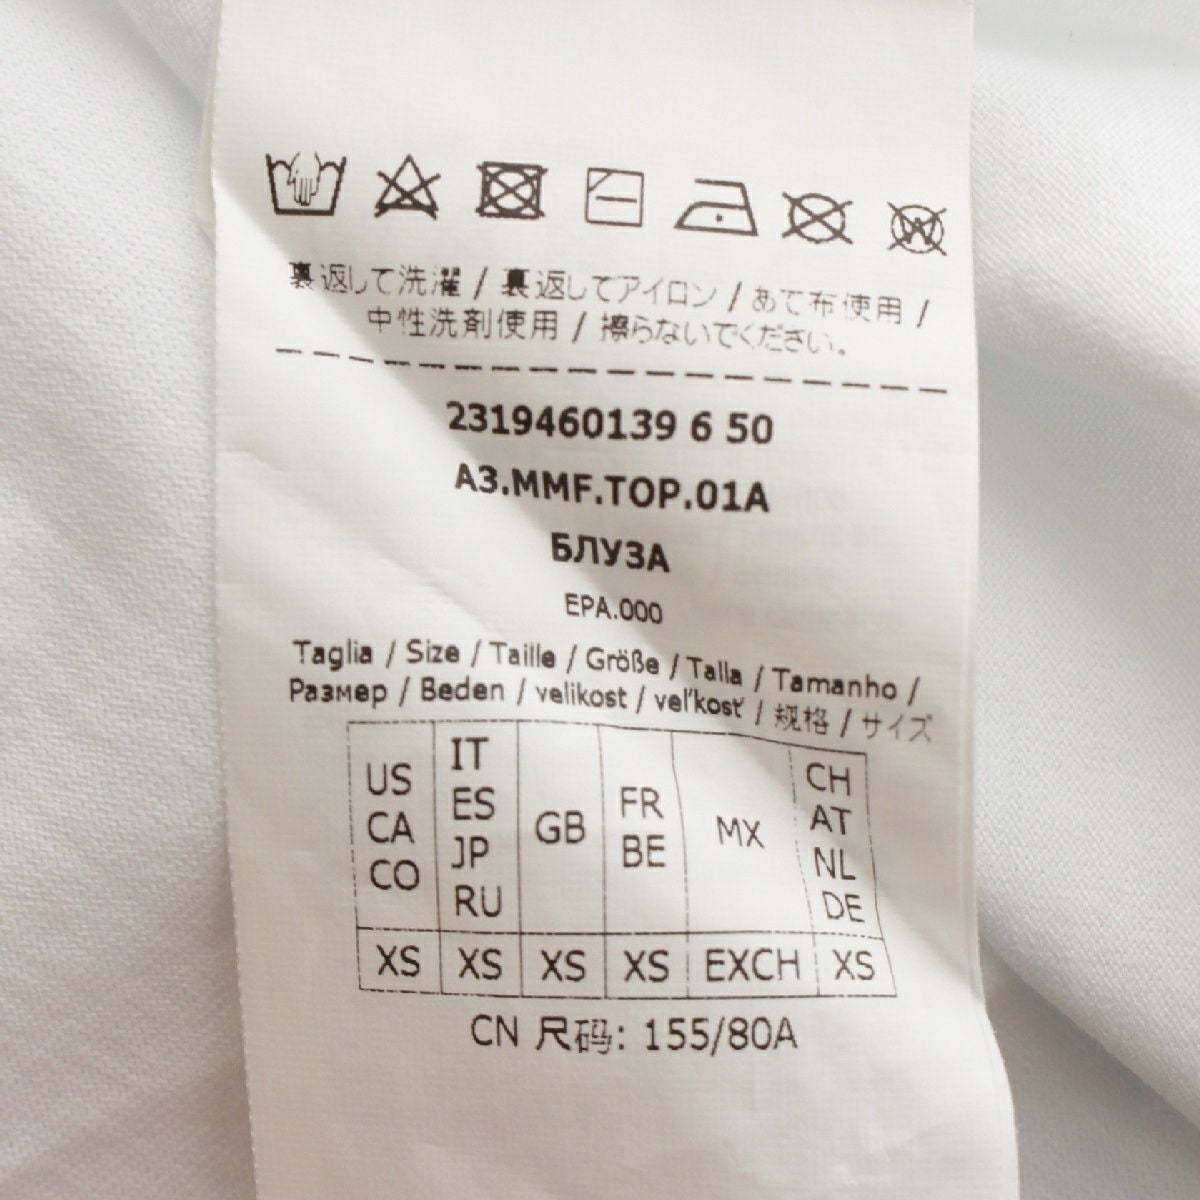 裏返して洗濯 / 裏返してアイロン / あて布使用 /
中性洗剤使用 / 擦らないでください。
2319460139 6 50
A3.MMF.TOP.01A
БЛУЗА
EPA.000
Taglia / Size / Taille / Größe / Talla / Tamanho /
Размер / Beden / velikost / veľkosť / 规格 / サイズ
US CA CO
IT ES JP RU
GB
FR BE
MX
CH AT NL DE
XS XS XS XS EXCH XS
CN 尺码: 155/80A